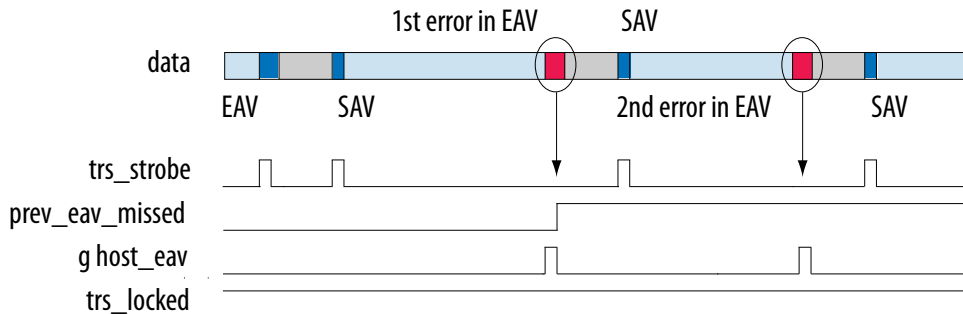 1st error in EAV SAV
data
EAV SAV 2nd error in EAV SAV
trs_strobe
prev_eav_missed
g host_eav
trs_locked